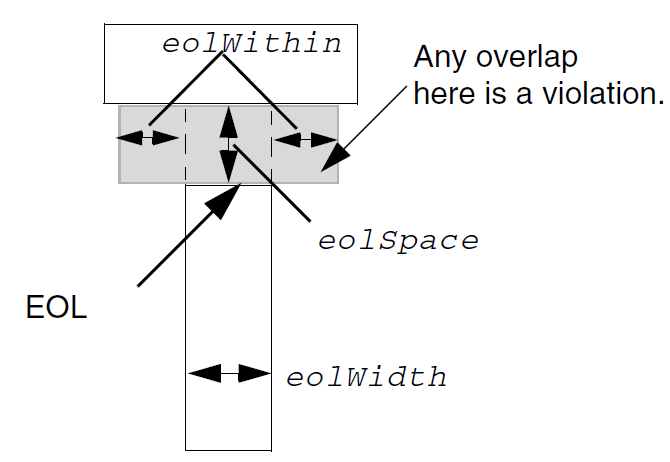 eolWithin
Any overlap
here is a violation.
eolSpace
EOL
eolWidth